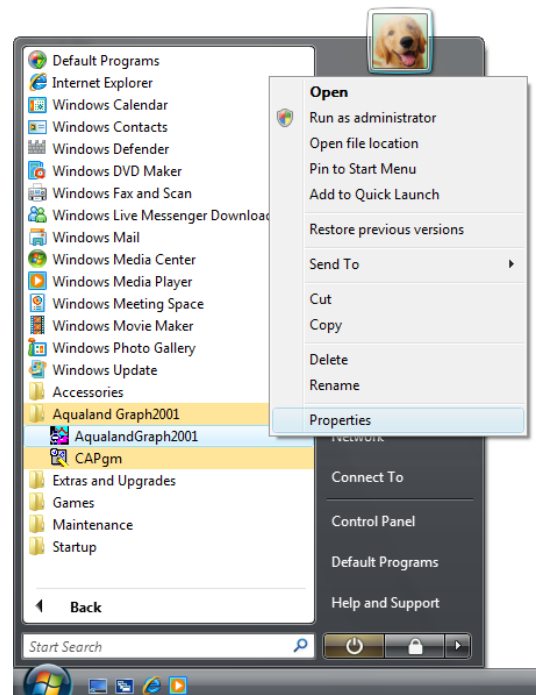 Default Programs
Internet Explorer
Windows Calendar
Windows Contacts
Windows Defender
Windows DVD Maker
Windows Fax and Scan
Windows Live Messenger Download
Windows Mail
Windows Media Center
Windows Media Player
Windows Meeting Space
Windows Movie Maker
Windows Photo Gallery
Windows Update
Accessories
Aqualand Graph2001
AqualandGraph2001
CAPgm
Extras and Upgrades
Games
Maintenance
Startup
Back
Start Search
Open
Run as administrator
Open file location
Pin to Start Menu
Add to Quick Launch
Restore previous versions
Send To
Cut
Copy
Delete
Rename
Properties
Network
Connect To
Control Panel
Default Programs
Help and Support